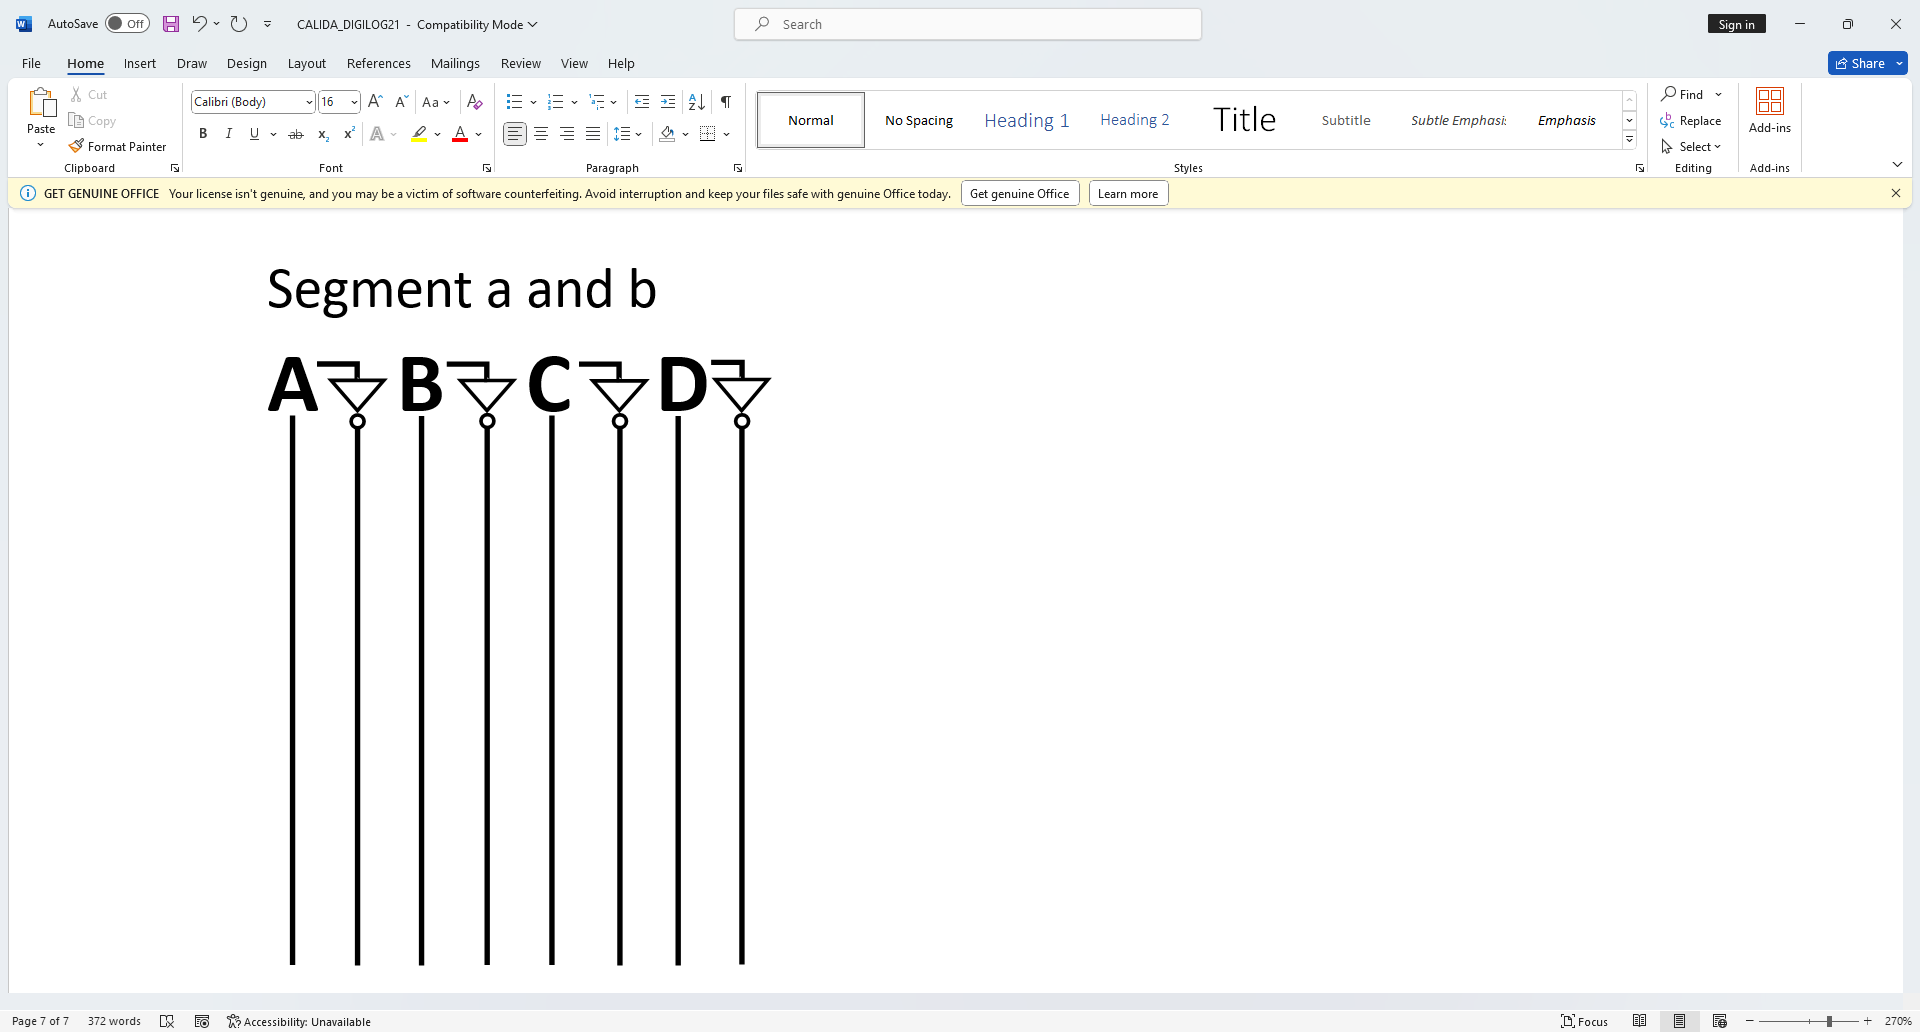 AutoSave Off CALIDA_DIGILOG21 - Compatibility Mode Search Sign in
File Home Insert Draw Design Layout References Mailings Review View Help Share
Paste Cut Copy Format Painter
Calibri (Body) 16 A A Aa A
B I U ab x₂ x² A A
Normal No Spacing Heading 1 Heading 2 Title Subtitle Subtle Emphasis Emphasis
Find Replace Select Add-ins
Clipboard Font Paragraph Styles Editing Add-ins
GET GENUINE OFFICE Your license isn't genuine, and you may be a victim of software counterfeiting. Avoid interruption and keep your files safe with genuine Office today. Get genuine Office Learn more
Segment a and b
A B C D
Page 7 of 7 372 words Accessibility: Unavailable Focus 270%